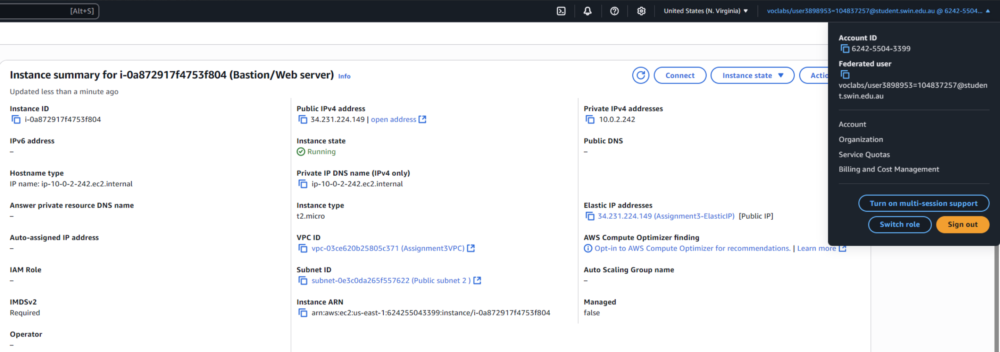 [Alt+S]
United States (N. Virginia)
voclabs/user3898953=104837257@student.swin.edu.au @ 6242-5504...
Account ID
6242-5504-3399
Federated user
voclabs/user3898953=104837257@studen
t.swin.edu.au
Account
Organization
Service Quotas
Billing and Cost Management
Turn on multi-session support
Switch role
Sign out
Instance summary for i-0a872917f4753f804 (Bastion/Web server) Info
Connect
Instance state
Actio
Updated less than a minute ago
Instance ID
i-0a872917f4753f804
Public IPv4 address
34.231.224.149 | open address
Private IPv4 addresses
10.0.2.242
IPv6 address
–
Instance state
Running
Public DNS
–
Hostname type
IP name: ip-10-0-2-242.ec2.internal
Private IP DNS name (IPv4 only)
ip-10-0-2-242.ec2.internal
Answer private resource DNS name
–
Instance type
t2.micro
Elastic IP addresses
34.231.224.149 (Assignment3-ElasticIP) [Public IP]
Auto-assigned IP address
–
VPC ID
vpc-03ce620b25805c371 (Assignment3VPC)
AWS Compute Optimizer finding
Opt-in to AWS Compute Optimizer for recommendations. | Learn more
IAM Role
–
Subnet ID
subnet-0e3c0da265f557622 (Public subnet 2 )
Auto Scaling Group name
–
IMDSv2
Required
Instance ARN
arn:aws:ec2:us-east-1:624255043399:instance/i-0a872917f4753f804
Managed
false
Operator
–